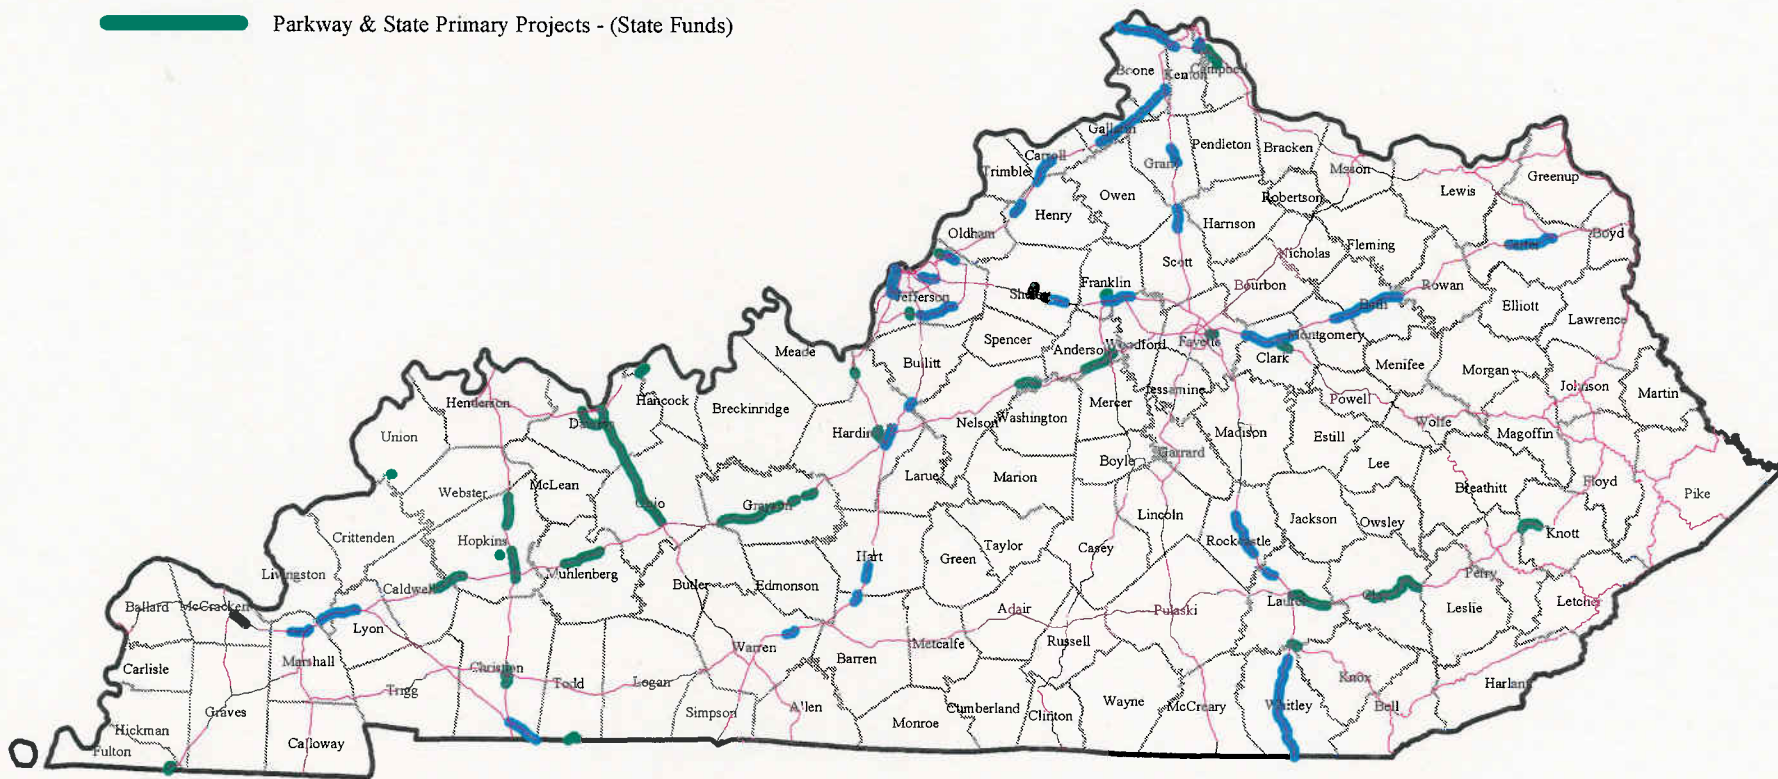 Parkway & State Primary Projects - (State Funds)
Boone
Kenton
Campbell
Gallatin
Carroll
Trimble
Grant
Pendleton
Bracken
Mason
Lewis
Greenup
Owen
Henry
Robertson
Harrison
Oldham
Nicholas
Fleming
Carter
Boyd
Scott
Franklin
Bourbon
Rowan
Jefferson
Bath
Elliott
Lawrence
Spencer
Anderson
Woodford
Fayette
Montgomery
Clark
Meade
Bullitt
Menifee
Morgan
Johnson
Martin
Jessamine
Powell
Henderson
Hancock
Breckinridge
Washington
Mercer
Nelson
Wolfe
Magoffin
Union
Hardin
Madison
Estill
Boyle
Garrard
Lee
Larue
Marion
Floyd
Pike
Webster
McLean
Ohio
Grayson
Breathitt
Lincoln
Jackson
Owsley
Knott
Crittenden
Hopkins
Rockcastle
Hart
Green
Taylor
Casey
Livingston
Caldwell
Muhlenberg
Butler
Edmonson
Perry
Ballard
McCracken
Lyon
Adair
Pulaski
Laurel
Leslie
Letcher
Carlisle
Marshall
Christian
Warren
Barren
Metcalfe
Russell
Trigg
Todd
Logan
Knox
Harlan
Hickman
Graves
Simpson
Allen
Monroe
Cumberland
Clinton
Wayne
McCreary
Whitley
Bell
Fulton
Calloway